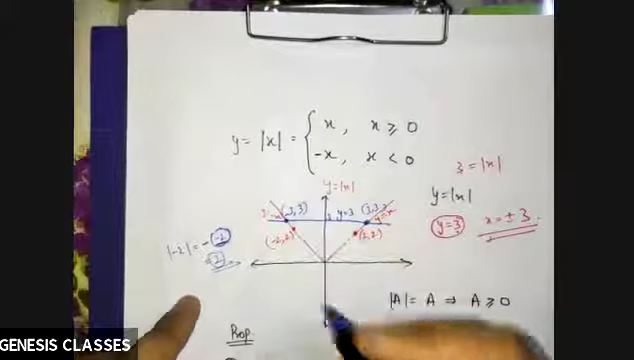 y = |x| = { x, x ≥ 0
-x, x < 0
3 = |x|
y = |x|
y = |x|
y = 3
x = ± 3
(-3, 3)
y = 3
(3, 3)
(-2, 2)
(2, 2)
|-2| = - -2
2
|A| = A ⇒ A ≥ 0
Prop.
GENESIS CLASSES